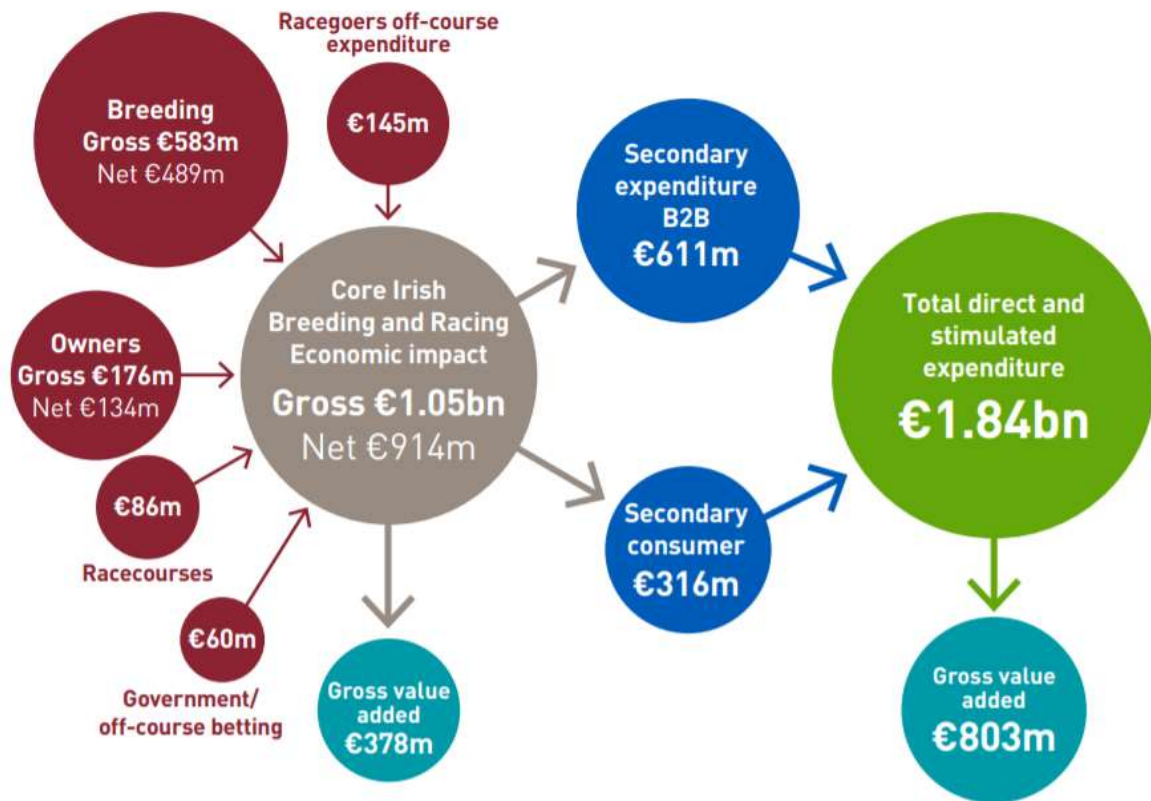 Racegoers off-course
expenditure
€145m
Breeding
Gross €583m
Net €489m
Owners
Gross €176m
Net €134m
€86m
Racecourses
€60m
Government/
off-course betting
Core Irish
Breeding and Racing
Economic impact
Gross €1.05bn
Net €914m
Gross value
added
€378m
Secondary
expenditure
B2B
€611m
Secondary
consumer
€316m
Total direct and
stimulated
expenditure
€1.84bn
Gross value
added
€803m